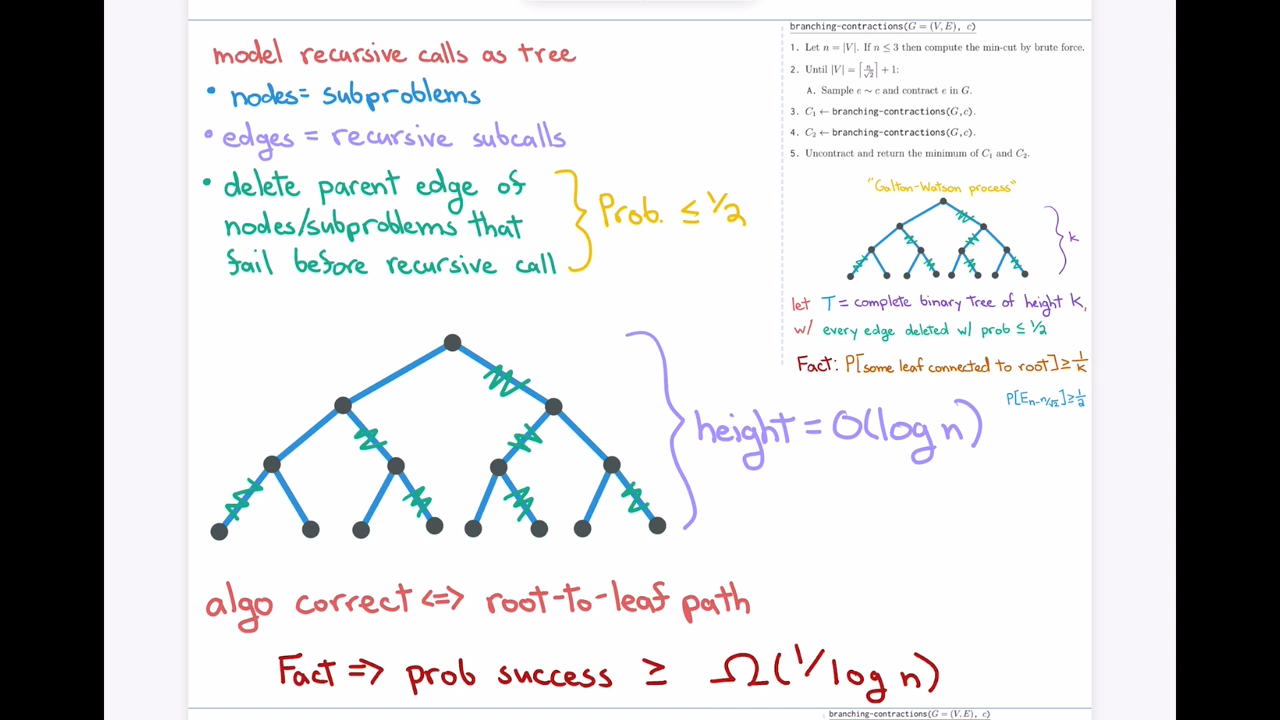 model recursive calls as tree
• nodes = subproblems
• edges = recursive subcalls
• delete parent edge of
nodes/subproblems that
fail before recursive call
Prob. ≤ 1/2
height = O(log n)
algo correct <=> root-to-leaf path
Fact => prob success ≥ Ω(1/log n)
branching-contractions(G = (V, E), c)
1. Let n = |V|. If n ≤ 3 then compute the min-cut by brute force.
2. Until |V| = ⌈n/√2⌉ + 1:
A. Sample e ∼ c and contract e in G.
3. C₁ ← branching-contractions(G,c).
4. C₂ ← branching-contractions(G,c).
5. Uncontract and return the minimum of C₁ and C₂.
"Galton-Watson process"
k
let T = complete binary tree of height k,
w/ every edge deleted w/ prob ≤ 1/2
Fact: P[some leaf connected to root] ≥ 1/k
P[E_{n-n/√2}] ≥ 1/2
branching-contractions(G = (V, E), c)